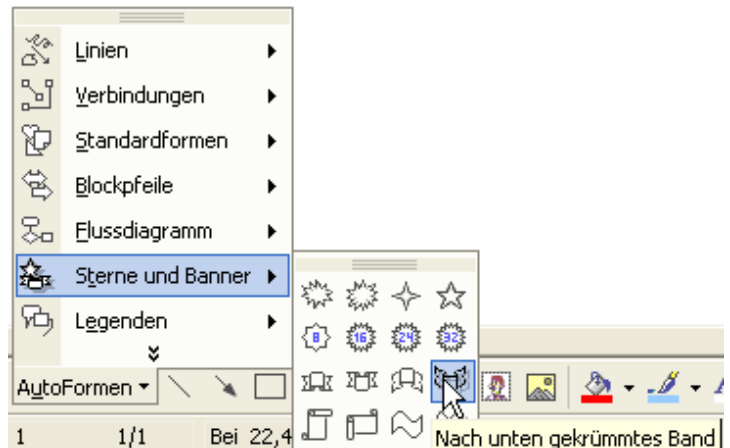 Linien
Verbindungen
Standardformen
Blockpfeile
Flussdiagramm
Sterne und Banner
Legenden
8 16 24 32
AutoFormen
1 1/1 Bei 22,4
Nach unten gekrümmtes Band